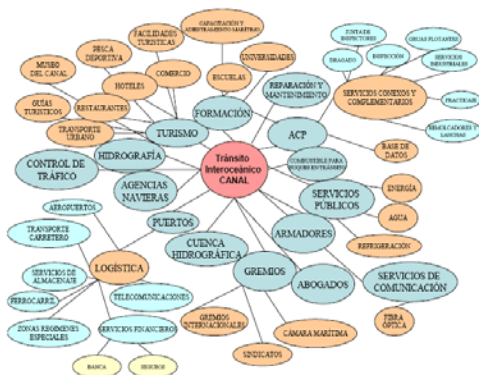 CAPACITACIÓN Y
ADIESTRAMIENTO MARÍTIMO
FACILIDADES
TURISTICAS
PESCA
DEPORTIVA
UNIVERSIDADES
MUSEO
DEL CANAL
COMERCIO
HOTELES
ESCUELAS
REPARACIÓN Y
MANTENIMIENTO
GUÍAS
TURISTICOS
RESTAURANTES
FORMACIÓN
TRANSPORTE
URBANO
TURISMO
ACP
JUNTA DE
INSPECTORES
GRUAS FLOTANTES
DRAGADO
INSPECCIÓN
SERVICIOS
INDUSTRIALES
SERVICIOS CONEXOS Y
COMPLEMENTARIOS
PRACTICAJE
REMOLCADORES Y
LANCHAS
BASE DE
DATOS
HIDROGRAFÍA
CONTROL DE
TRÁFICO
Tránsito
Interoceánico
CANAL
COMBUSTIBLE PARA
BUQUES EN TRÁNSITO
AGENCIAS
NAVIERAS
SERVICIOS
PÚBLICOS
ENERGÍA
AGUA
REFRIGERACIÓN
AEROPUERTOS
PUERTOS
ARMADORES
TRANSPORTE
CARRETERO
CUENCA
HIDROGRÁFICA
LOGÍSTICA
GREMIOS
ABOGADOS
SERVICIOS DE
COMUNICACIÓN
SERVICIOS DE
ALMACENAJE
FERROCARRIL
TELECOMUNICACIONES
ZONAS REGIMENES
ESPECIALES
SERVICIOS FINANCIEROS
GREMIOS
INTERNACIONALES
CÁMARA MARÍTIMA
FIBRA
ÓPTICA
SINDICATOS
BANCA
SEGUROS